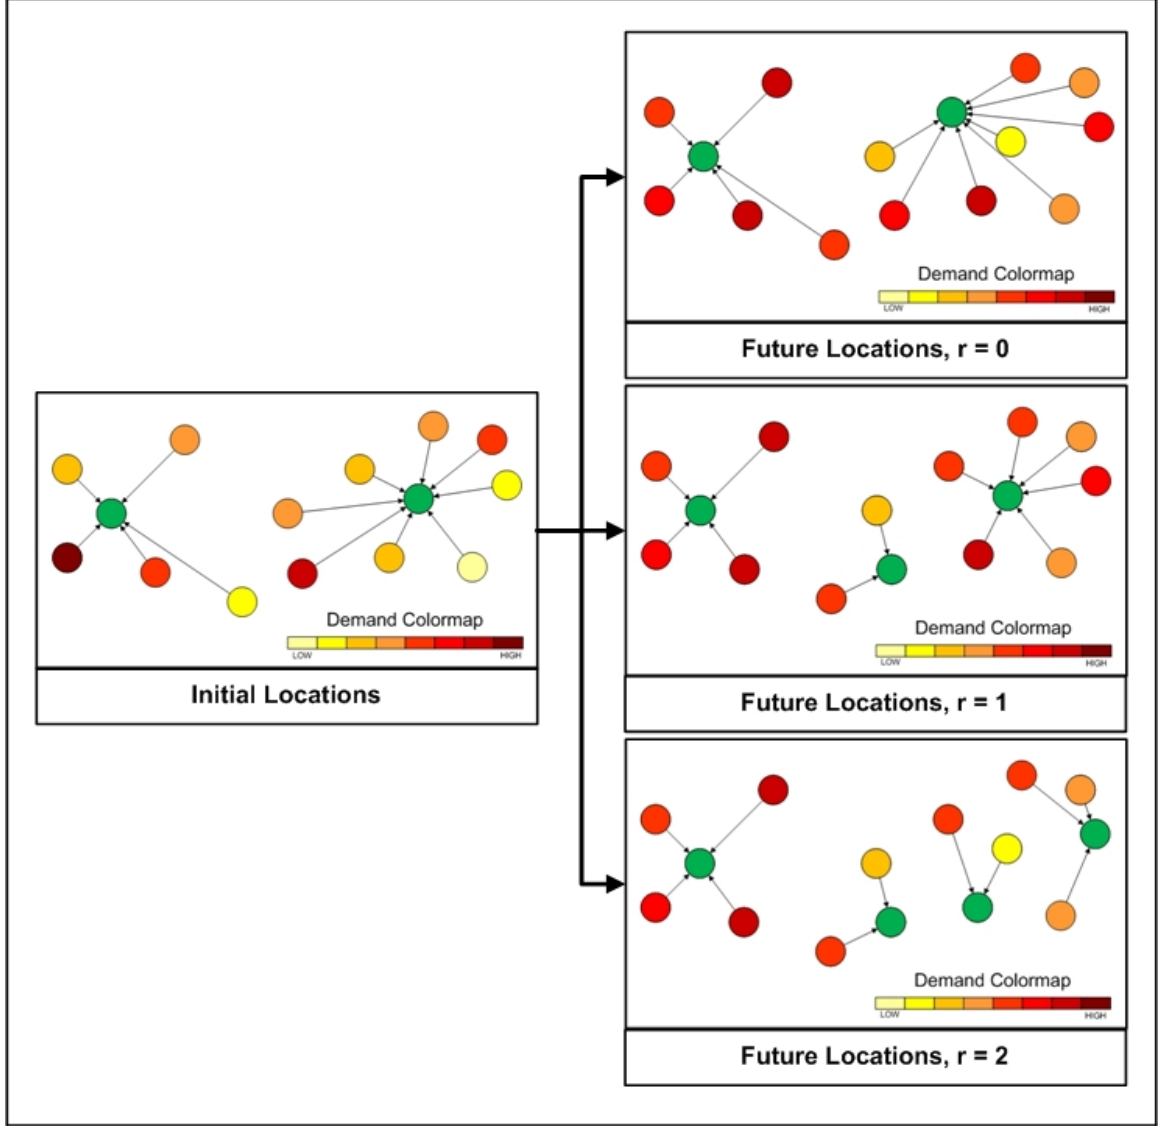 Demand Colormap
LOW HIGH
Initial Locations
Demand Colormap
LOW HIGH
Future Locations, r = 0
Demand Colormap
LOW HIGH
Future Locations, r = 1
Demand Colormap
LOW HIGH
Future Locations, r = 2